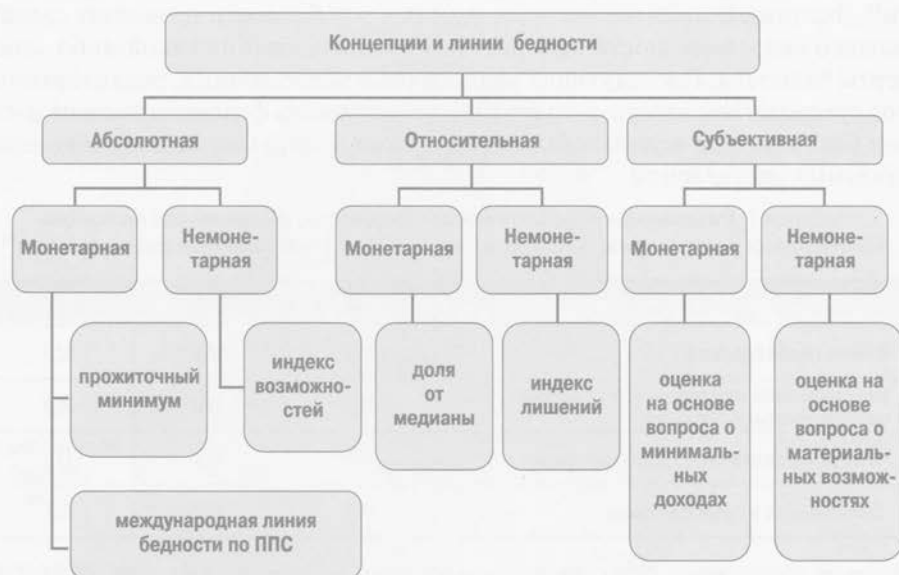 Концепции и линии бедности
Абсолютная
Относительная
Субъективная
Монетарная
Немоне-
тарная
Монетарная
Немоне-
тарная
Монетарная
Немоне-
тарная
прожиточный
минимум
индекс
возможно-
стей
доля
от
медианы
индекс
лишений
оценка
на основе
вопроса о
минималь-
ных
доходах
оценка на
основе
вопроса о
материаль-
ных возмож-
ностях
международная линия
бедности по ППС